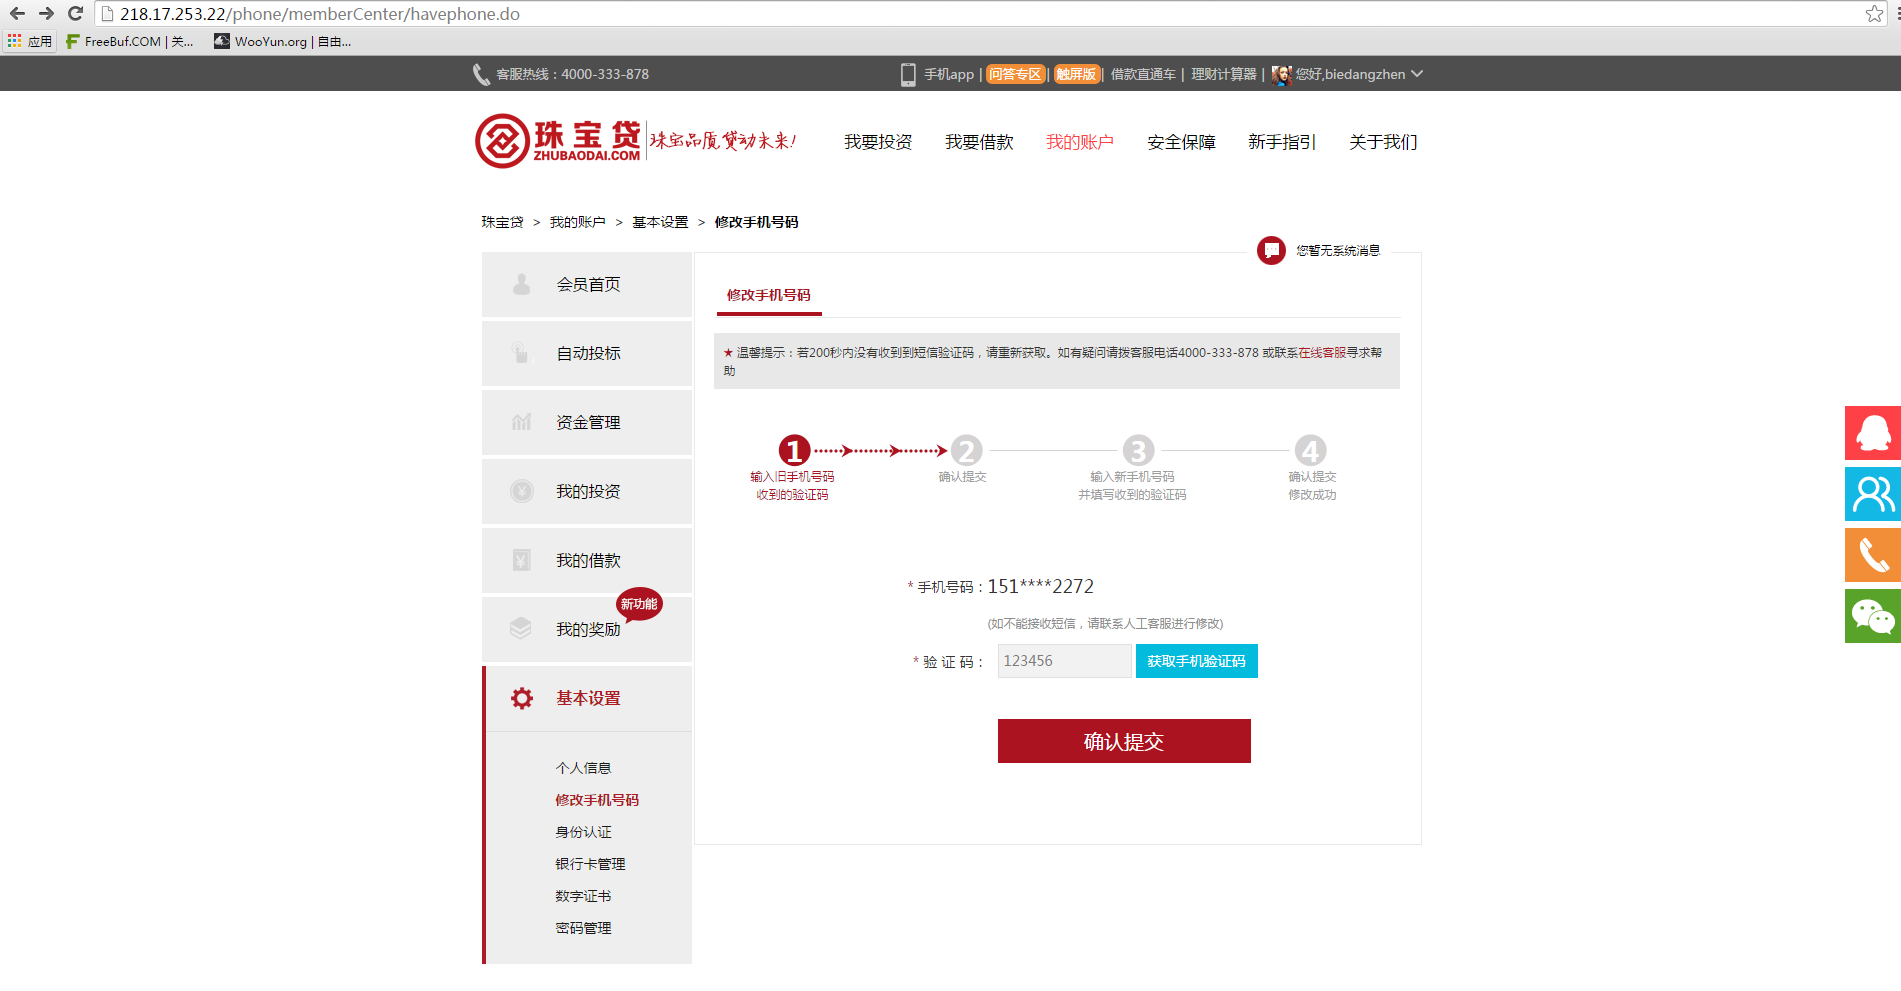 218.17.253.22/phone/memberCenter/havephone.do
应用 FreeBuf.COM | 关... WooYun.org | 自由...
客服热线：4000-333-878 手机app | 问答专区 | 触屏版 | 借款直通车 | 理财计算器 | 您好,biedangzhen
珠宝贷 ZHUBAODAI.COM 珠宝品质 贷动未来!
我要投资 我要借款 我的账户 安全保障 新手指引 关于我们
珠宝贷 > 我的账户 > 基本设置 > 修改手机号码
您暂无系统消息
会员首页
自动投标
资金管理
我的投资
我的借款
新功能
我的奖励
基本设置
个人信息
修改手机号码
身份认证
银行卡管理
数字证书
密码管理
修改手机号码
★ 温馨提示：若200秒内没有收到到短信验证码，请重新获取。如有疑问请拨客服电话4000-333-878 或联系在线客服寻求帮
助
1 2 3 4
输入旧手机号码
收到的验证码
确认提交
输入新手机号码
并填写收到的验证码
确认提交
修改成功
* 手机号码：151****2272
(如不能接收短信，请联系人工客服进行修改)
* 验 证 码： 123456 获取手机验证码
确认提交